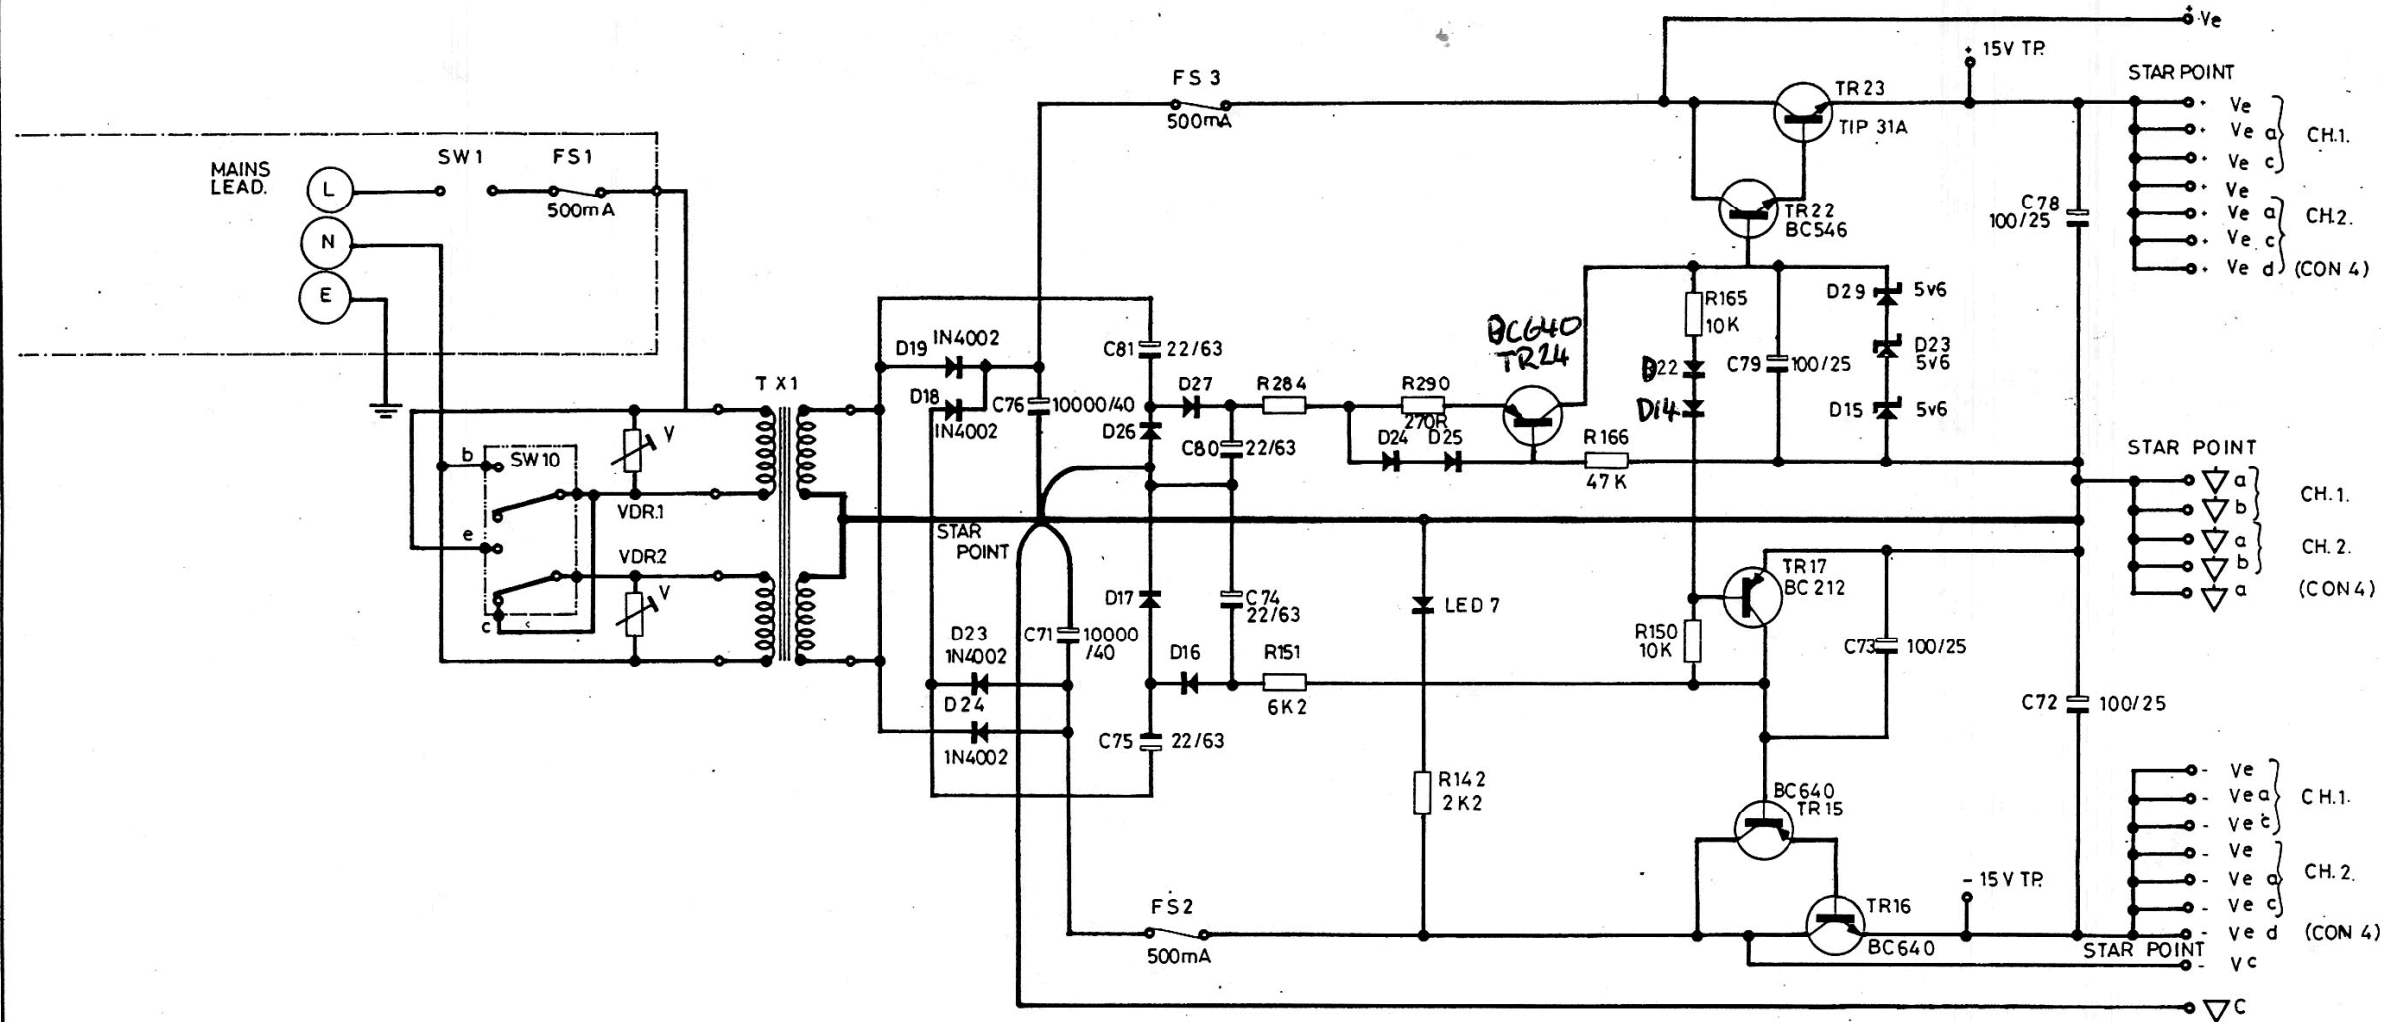 + Ve
+ 15V TP.
STAR POINT
FS 3
500mA
TR23
TIP 31A
+ Ve
+ Ve a
+ Ve c
CH.1.
+ Ve
+ Ve a
+ Ve c
CH.2.
+ Ve d (CON 4)
MAINS
LEAD.
L
N
E
SW1
FS1
500mA
TR22
BC546
C78
100/25
R165
10K
D29 5v6
D23
5v6
D15 5v6
C79 100/25
D22
D14
BC640
TR24
D19 1N4002
D18
1N4002
C76 10000/40
C81 22/63
D26
D27
R284
R290
270R
D24 D25
R166
47K
C80 22/63
TX1
b
SW10
V
VDR.1
e
VDR2
V
c
STAR
POINT
STAR POINT
a
b
CH.1.
a
b
CH.2.
a (CON4)
D17
C74
22/63
LED 7
TR17
BC 212
R150
10K
C73 100/25
C71 10000
/40
D23
1N4002
D24
1N4002
D16
R151
6K2
C75 22/63
C72 100/25
R142
2K2
BC640
TR15
- Ve
- Ve a
- Ve c
CH.1.
- Ve
- Ve a
- Ve c
CH.2.
- Ve d (CON 4)
- 15V TP.
FS2
500mA
TR16
BC640
STAR POINT
- Vc
C